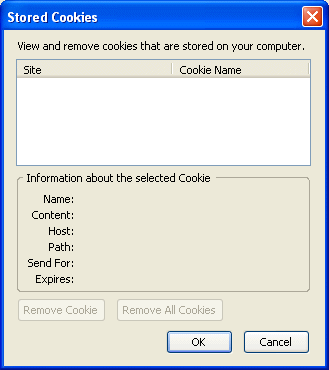 Stored Cookies
View and remove cookies that are stored on your computer.
Site Cookie Name
Information about the selected Cookie
Name:
Content:
Host:
Path:
Send For:
Expires:
Remove Cookie Remove All Cookies
OK Cancel